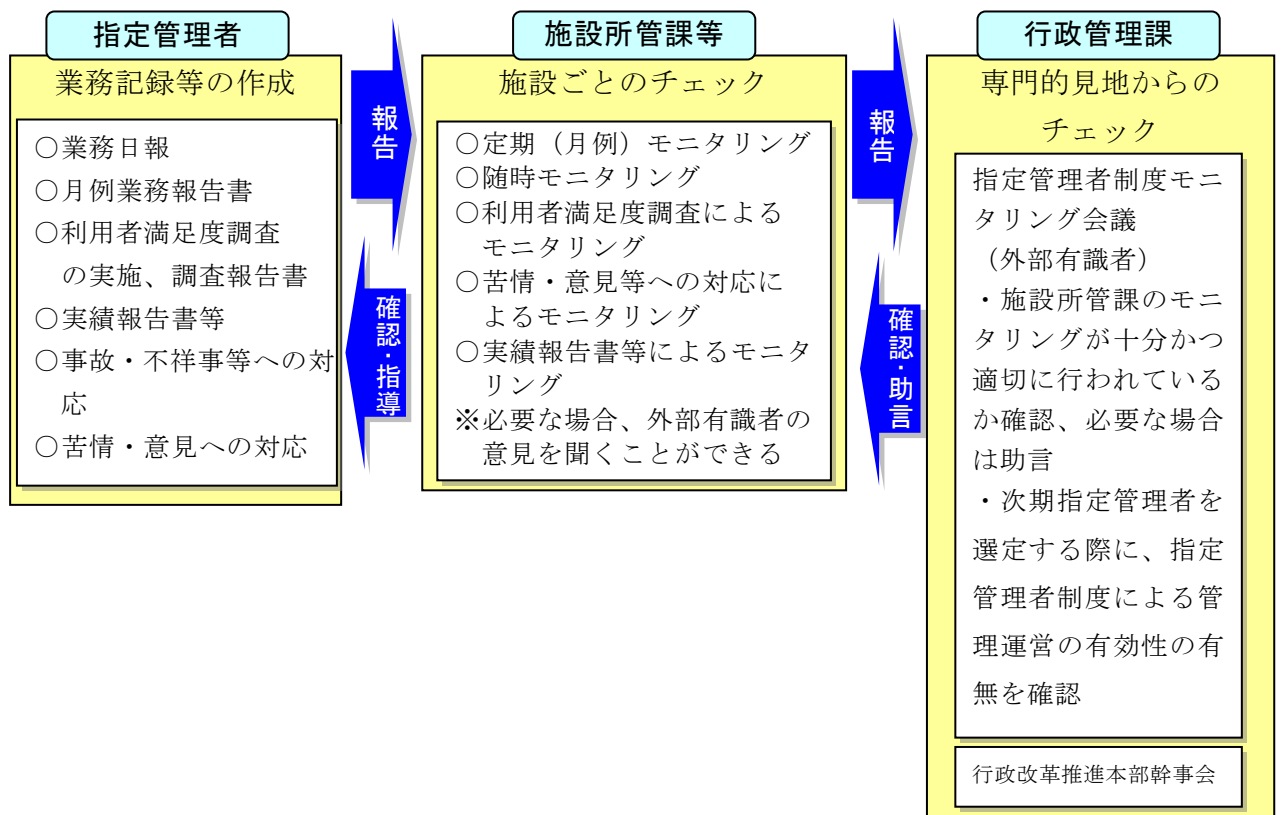 指定管理者
業務記録等の作成
○業務日報
○月例業務報告書
○利用者満足度調査
の実施、調査報告書
○実績報告書等
○事故・不祥事等への対
応
○苦情・意見への対応
報告
確認・指導
施設所管課等
施設ごとのチェック
○定期（月例）モニタリング
○随時モニタリング
○利用者満足度調査による
モニタリング
○苦情・意見等への対応に
よるモニタリング
○実績報告書等によるモニタ
リング
※必要な場合、外部有識者の
意見を聞くことができる
報告
確認・助言
行政管理課
専門的見地からの
チェック
指定管理者制度モニ
タリング会議
（外部有識者）
・施設所管課のモニ
タリングが十分かつ
適切に行われている
か確認、必要な場合
は助言
・次期指定管理者を
選定する際に、指定
管理者制度による管
理運営の有効性の有
無を確認
行政改革推進本部幹事会